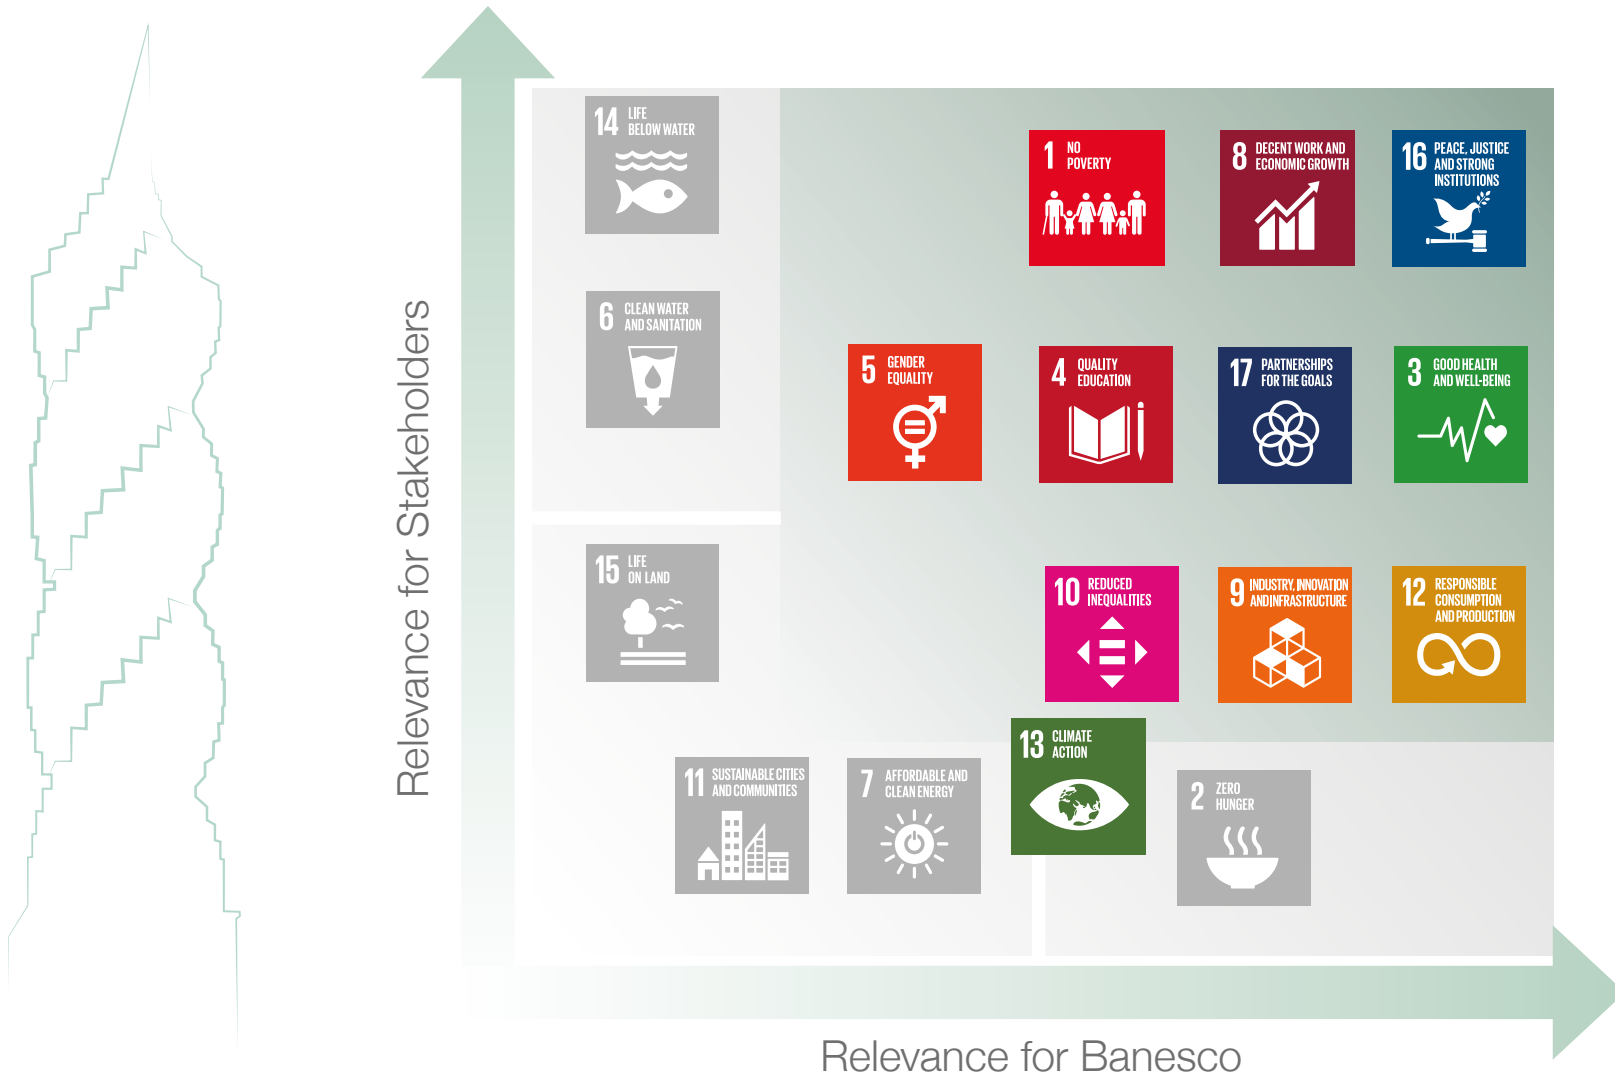 Relevance for Stakeholders
14 LIFE
BELOW WATER
1 NO
POVERTY
8 DECENT WORK AND
ECONOMIC GROWTH
16 PEACE, JUSTICE
AND STRONG
INSTITUTIONS
6 CLEAN WATER
AND SANITATION
5 GENDER
EQUALITY
4 QUALITY
EDUCATION
17 PARTNERSHIPS
FOR THE GOALS
3 GOOD HEALTH
AND WELL-BEING
15 LIFE
ON LAND
10 REDUCED
INEQUALITIES
9 INDUSTRY, INNOVATION
AND INFRASTRUCTURE
12 RESPONSIBLE
CONSUMPTION
AND PRODUCTION
13 CLIMATE
ACTION
11 SUSTAINABLE CITIES
AND COMMUNITIES
7 AFFORDABLE AND
CLEAN ENERGY
2 ZERO
HUNGER
Relevance for Banesco